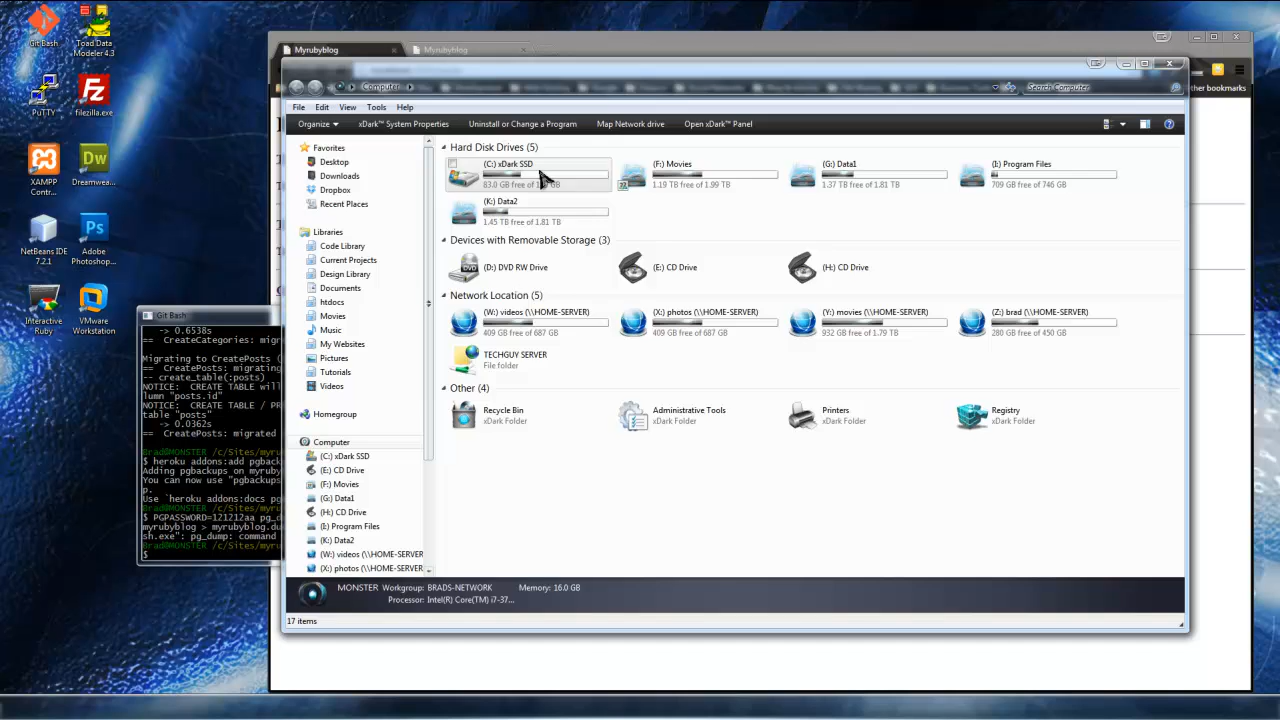 Git Bash
Toad Data
Modeler 4.3
PuTTY
filezilla.exe
XAMPP
Contr...
Dreamwea...
NetBeans IDE
7.2.1
Adobe
Photoshop...
Interactive
Ruby
VMware
Workstation
Myrubyblog
Myrubyblog
Computer
Search Computer
ther bookmarks
File
Edit
View
Tools
Help
Organize
xDark™ System Properties
Uninstall or Change a Program
Map Network drive
Open xDark™ Panel
Favorites
Desktop
Downloads
Dropbox
Recent Places
Libraries
Code Library
Current Projects
Design Library
Documents
htdocs
Movies
Music
My Websites
Pictures
Tutorials
Videos
Homegroup
Computer
(C:) xDark SSD
(E:) CD Drive
(F:) Movies
(G:) Data1
(H:) CD Drive
(I:) Program Files
(K:) Data2
(W:) videos (\\HOME-SERVER
(X:) photos (\\HOME-SERVER
Hard Disk Drives (5)
(C:) xDark SSD
83.0 GB free of
(F:) Movies
1.19 TB free of 1.99 TB
(G:) Data1
1.37 TB free of 1.81 TB
(I:) Program Files
709 GB free of 746 GB
(K:) Data2
1.45 TB free of 1.81 TB
Devices with Removable Storage (3)
(D:) DVD RW Drive
(E:) CD Drive
(H:) CD Drive
Network Location (5)
(W:) videos (\\HOME-SERVER)
409 GB free of 687 GB
(X:) photos (\\HOME-SERVER)
409 GB free of 687 GB
(Y:) movies (\\HOME-SERVER)
932 GB free of 1.79 TB
(Z:) brad (\\HOME-SERVER)
280 GB free of 450 GB
TECHGUY SERVER
File folder
Other (4)
Recycle Bin
xDark Folder
Administrative Tools
xDark Folder
Printers
xDark Folder
Registry
xDark Folder
MONSTER Workgroup: BRADS-NETWORK Memory: 16.0 GB
Processor: Intel(R) Core(TM) i7-37...
17 items
Git Bash
-> 0.6538s
== CreateCategories: migr
Migrating to CreatePosts (
== CreatePosts: migrating
-- create_table(:posts)
NOTICE: CREATE TABLE wil
lumn "posts.id"
NOTICE: CREATE TABLE / PR
table "posts"
-> 0.0362s
== CreatePosts: migrated
Brad@MONSTER /c/Sites/myru
$ heroku addons:add pgback
Adding pgbackups on myruby
You can now use "pgbackups
p.
Use `heroku addons:docs pg
Brad@MONSTER /c/Sites/myru
$ PGPASSWORD=121212aa pg_d
myrubyblog > myrubyblog.du
sh.exe": pg_dump: command
Brad@MONSTER /c/Sites/myru
$